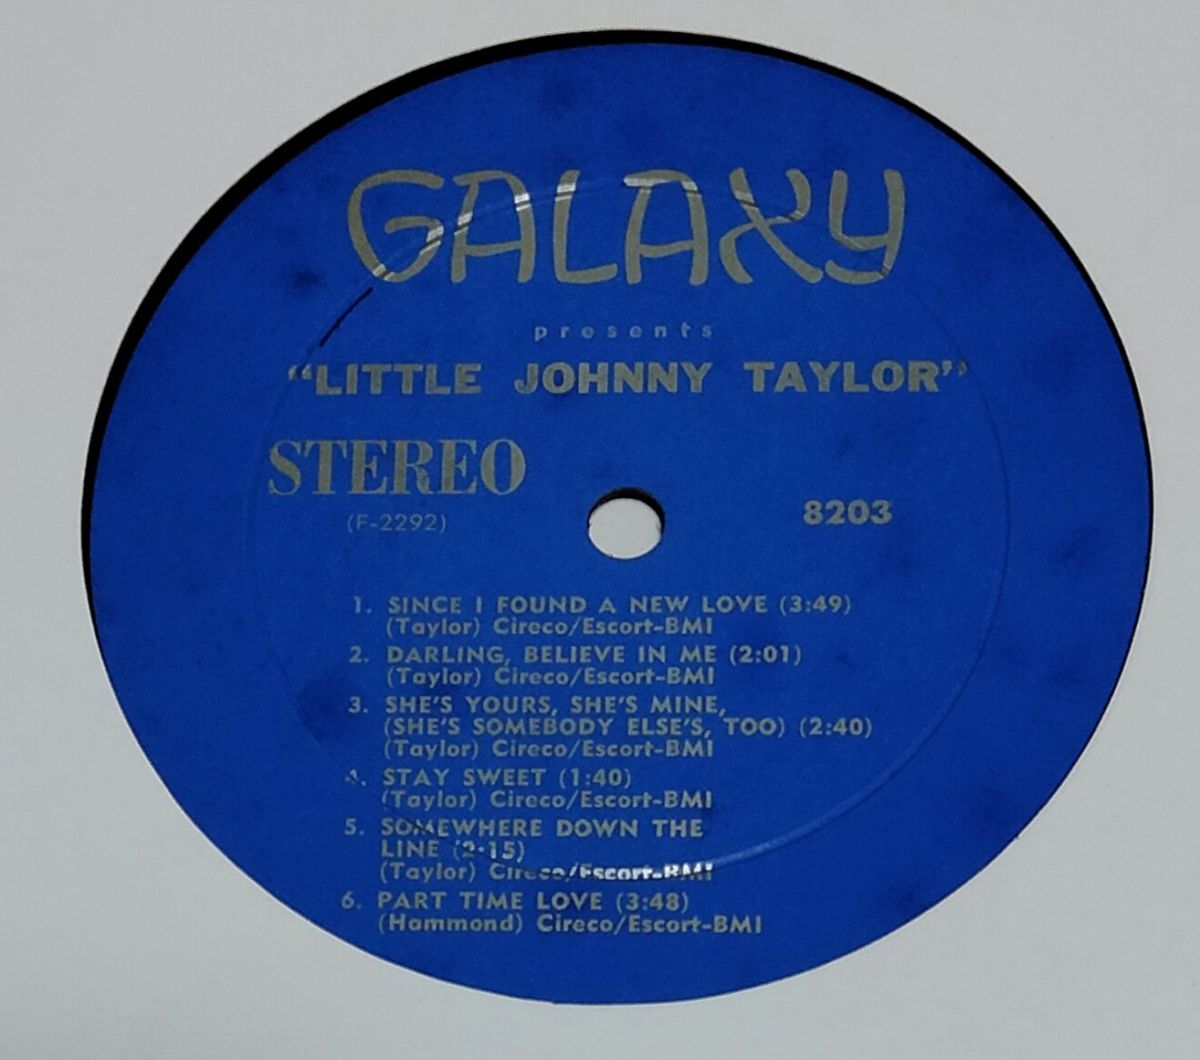 GALAXY
presents
"LITTLE JOHNNY TAYLOR"
STEREO
(F-2292)
8203
1. SINCE I FOUND A NEW LOVE (3:49)
(Taylor) Cireco/Escort-BMI
2. DARLING, BELIEVE IN ME (2:01)
(Taylor) Cireco/Escort-BMI
3. SHE'S YOURS, SHE'S MINE,
(SHE'S SOMEBODY ELSE'S, TOO) (2:40)
(Taylor) Cireco/Escort-BMI
4. STAY SWEET (1:40)
(Taylor) Cireco/Escort-BMI
5. SOMEWHERE DOWN THE
LINE (2:15)
(Taylor) Cireco/Escort-BMI
6. PART TIME LOVE (3:48)
(Hammond) Cireco/Escort-BMI